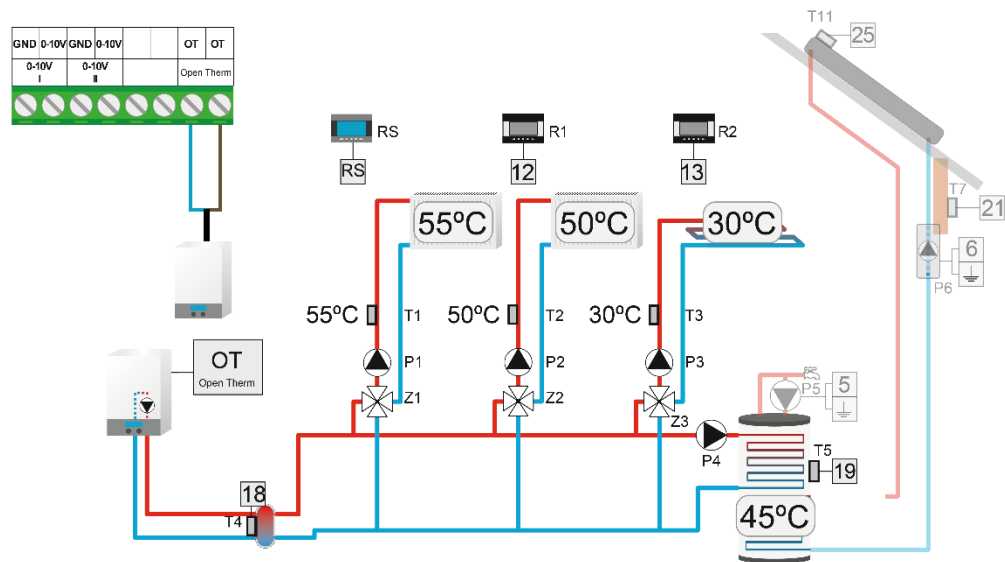 T11
25
GND 0-10V GND 0-10V OT OT
0-10V 0-10V Open Therm
I II
RS R1 R2
RS 12 13
T7
21
55ºC 50ºC 30ºC
6
P6
55ºC T1 50ºC T2 30ºC T3
OT
Open Therm
P1 P2 P3
P5 5
Z1 Z2 Z3
P4
T5
19
18
T4
45ºC